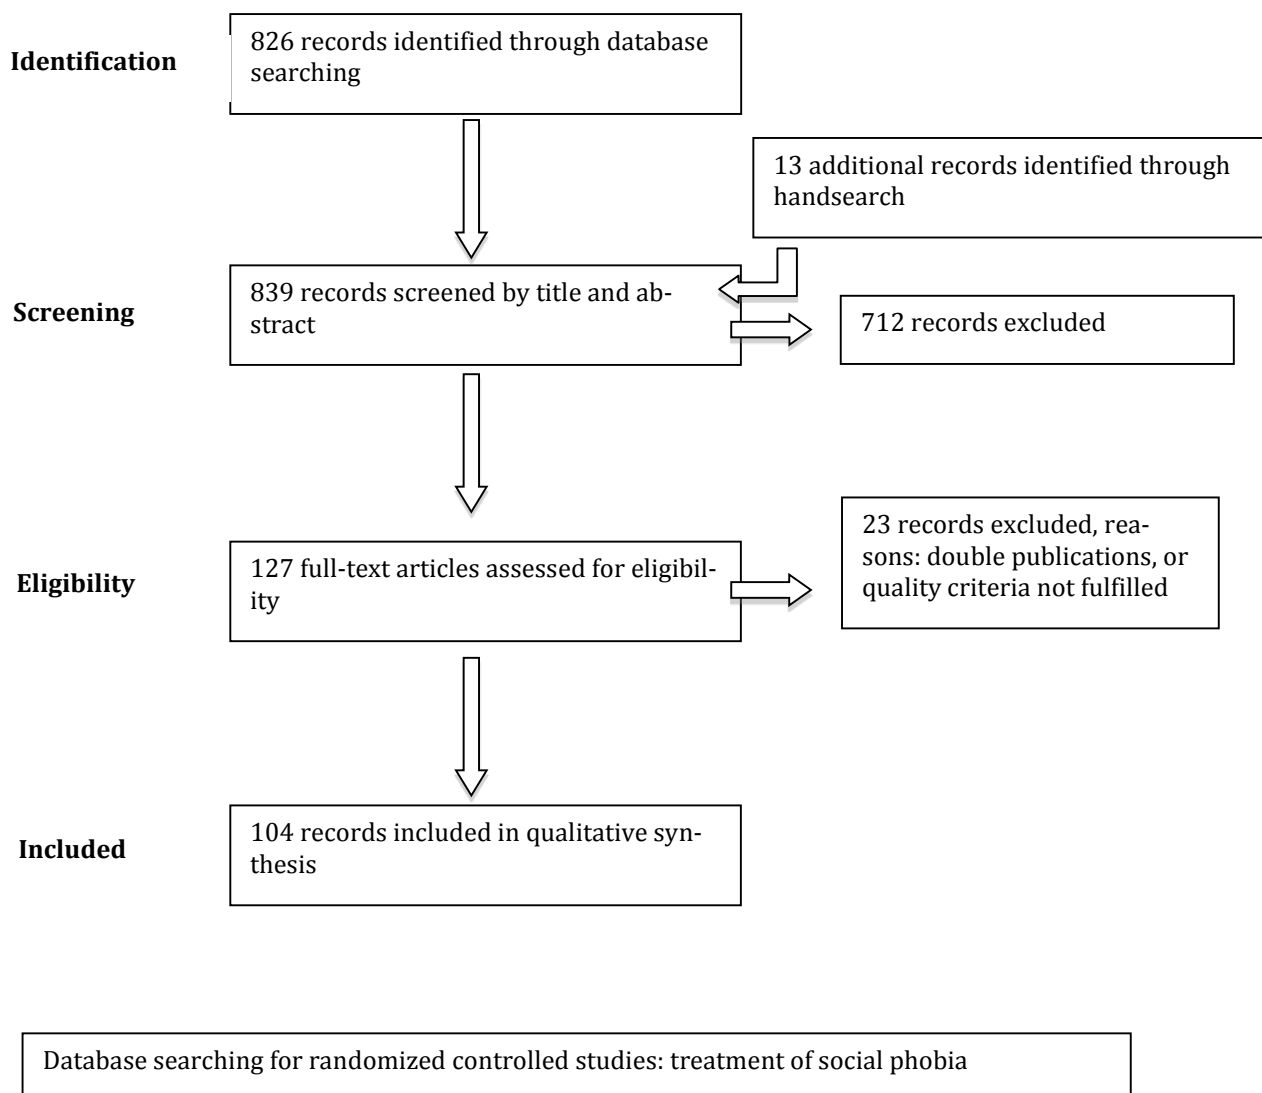 Identification
826 records identified through database
searching
13 additional records identified through
handsearch
Screening
839 records screened by title and ab-
stract
712 records excluded
Eligibility
127 full-text articles assessed for eligibil-
ity
23 records excluded, rea-
sons: double publications, or
quality criteria not fulfilled
Included
104 records included in qualitative syn-
thesis
Database searching for randomized controlled studies: treatment of social phobia